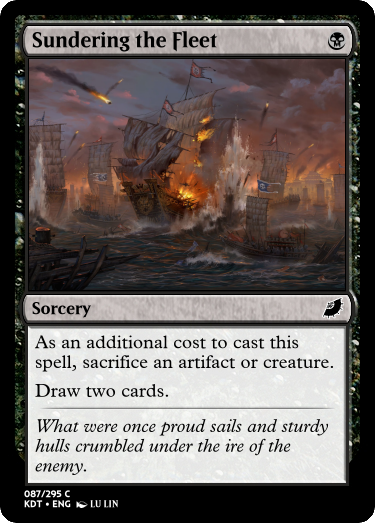 Sundering the Fleet
Sorcery
As an additional cost to cast this
spell, sacrifice an artifact or creature.
Draw two cards.
What were once proud sails and sturdy
hulls crumbled under the ire of the
enemy.
087/295 C
KDT • ENG LU LIN